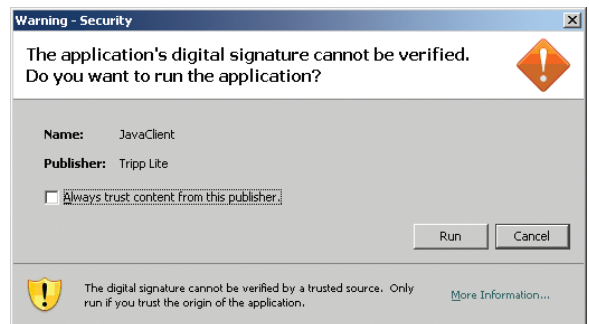 Warning - Security
The application's digital signature cannot be verified.
Do you want to run the application?
Name: JavaClient
Publisher: Tripp Lite
Always trust content from this publisher.
Run Cancel
The digital signature cannot be verified by a trusted source. Only
run if you trust the origin of the application.
More Information...